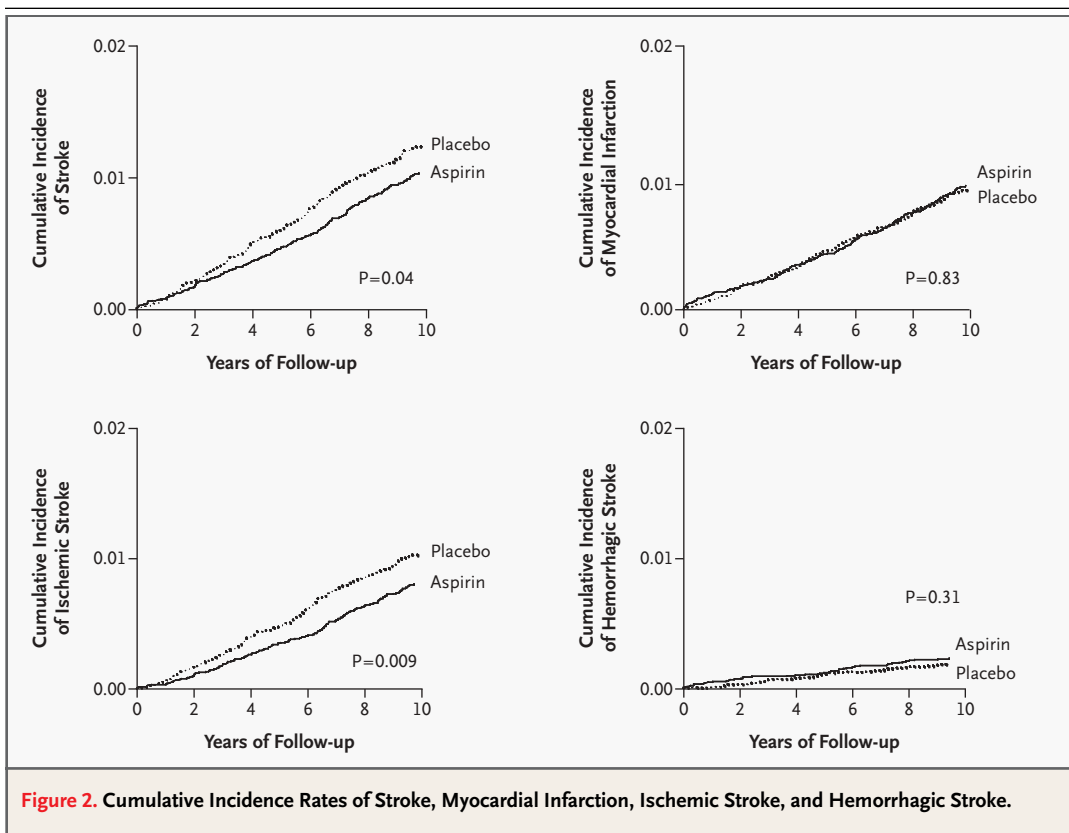 0.02
Cumulative Incidence
of Stroke
0.01
0.00
Placebo
Aspirin
P=0.04
0 2 4 6 8 10
Years of Follow-up
0.02
Cumulative Incidence
of Myocardial Infarction
0.01
0.00
Aspirin
Placebo
P=0.83
0 2 4 6 8 10
Years of Follow-up
0.02
Cumulative Incidence
of Ischemic Stroke
0.01
0.00
Placebo
Aspirin
P=0.009
0 2 4 6 8 10
Years of Follow-up
0.02
Cumulative Incidence
of Hemorrhagic Stroke
0.01
0.00
P=0.31
Aspirin
Placebo
0 2 4 6 8 10
Years of Follow-up
Figure 2. Cumulative Incidence Rates of Stroke, Myocardial Infarction, Ischemic Stroke, and Hemorrhagic Stroke.